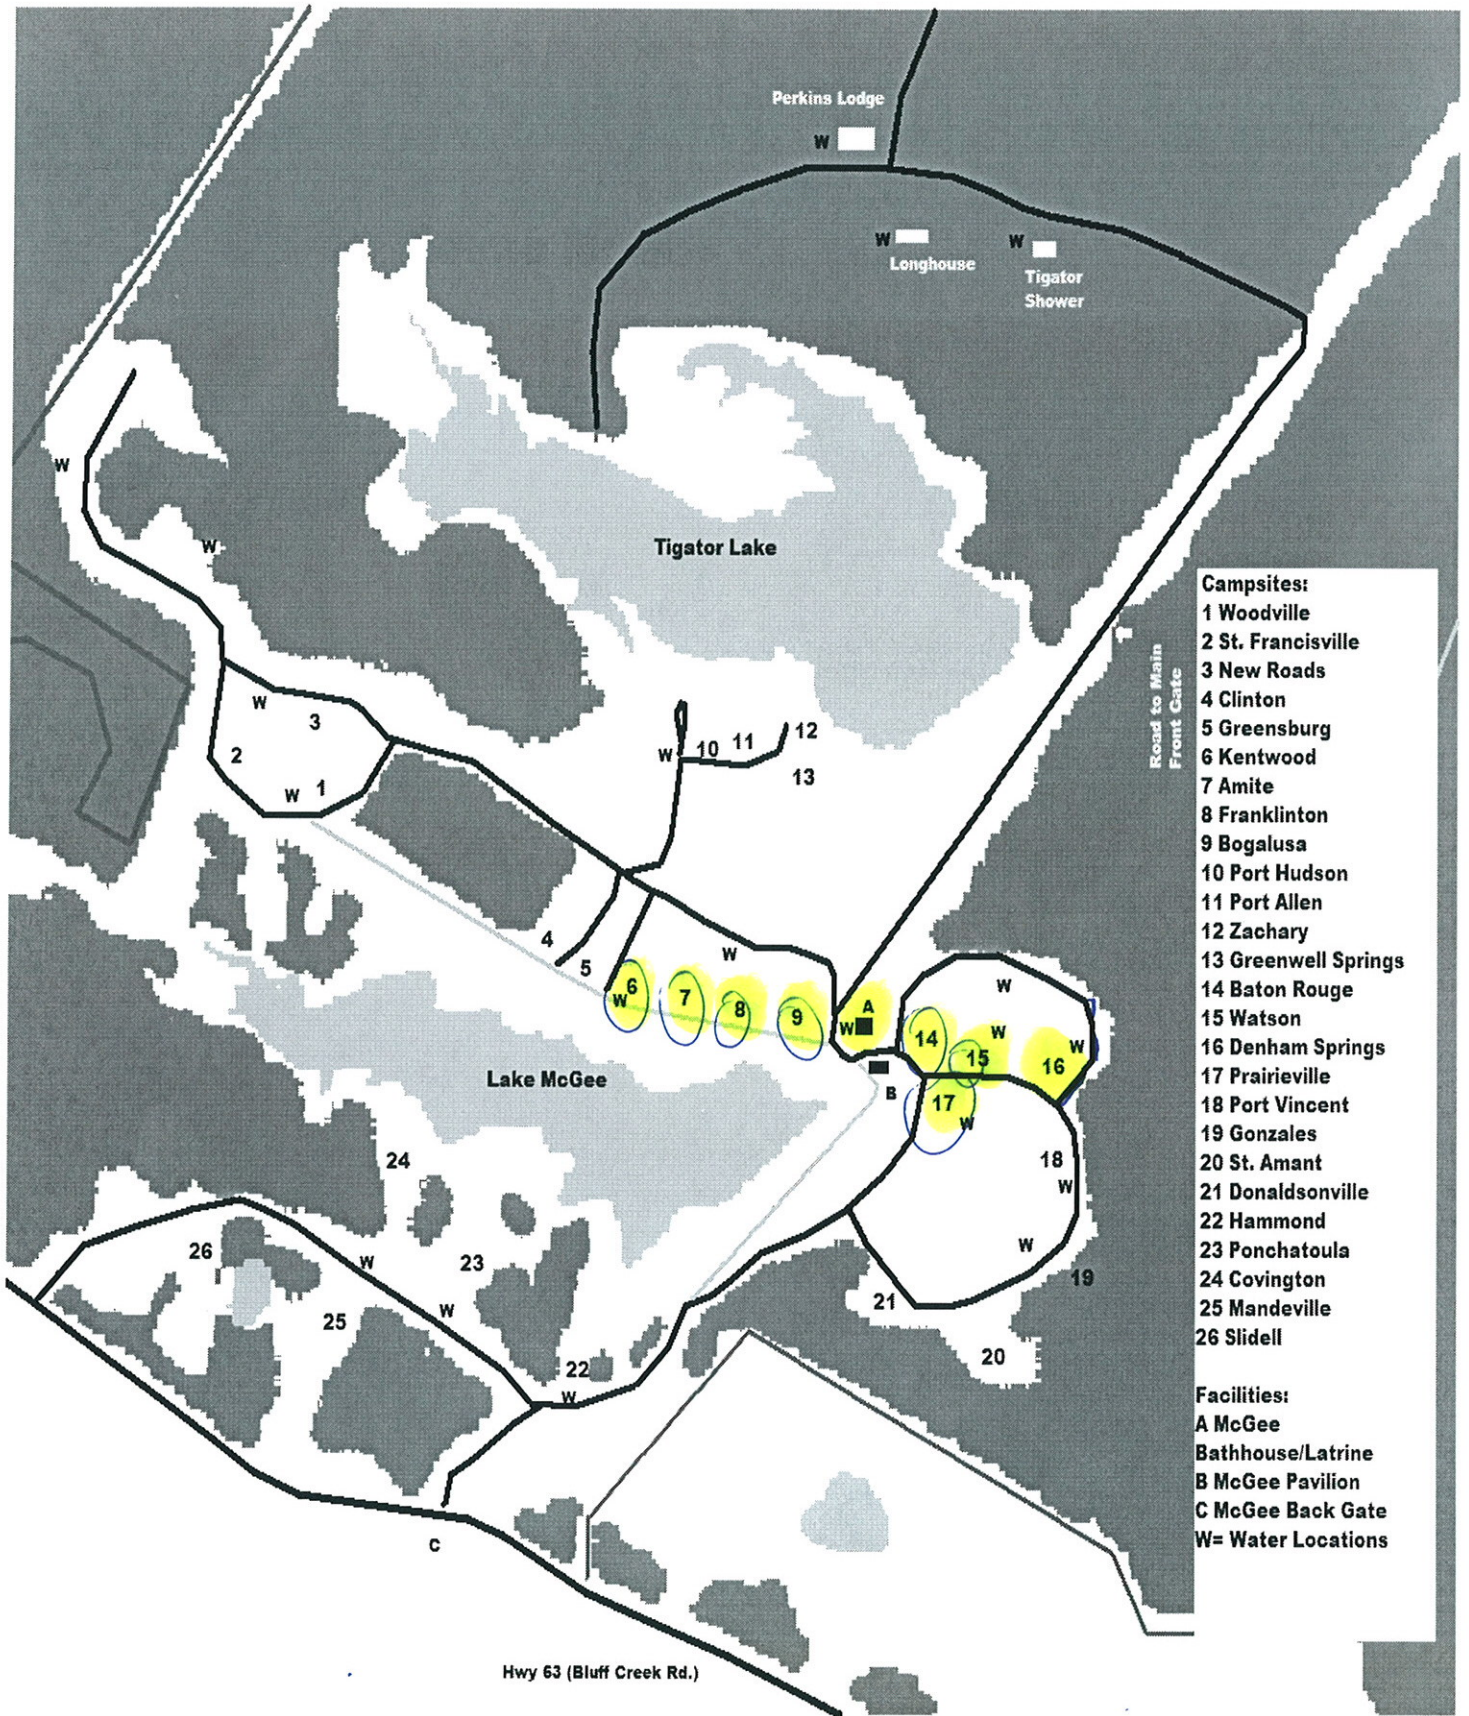 Perkins Lodge
W
W
Longhouse
W
Tigator
Shower
W
W
Tigator Lake
Road to Main
Front Gate
W
3
2
W
1
W
10
11
12
13
4
5
6
W
7
8
W
9
A
W
B
14
W
W
15
16
W
17
W
18
W
W
19
20
21
Lake McGee
24
23
26
W
25
W
22
W
C
Hwy 63 (Bluff Creek Rd.)
Campsites:
1 Woodville
2 St. Francisville
3 New Roads
4 Clinton
5 Greensburg
6 Kentwood
7 Amite
8 Franklinton
9 Bogalusa
10 Port Hudson
11 Port Allen
12 Zachary
13 Greenwell Springs
14 Baton Rouge
15 Watson
16 Denham Springs
17 Prairieville
18 Port Vincent
19 Gonzales
20 St. Amant
21 Donaldsonville
22 Hammond
23 Ponchatoula
24 Covington
25 Mandeville
26 Slidell
Facilities:
A McGee
Bathhouse/Latrine
B McGee Pavilion
C McGee Back Gate
W= Water Locations